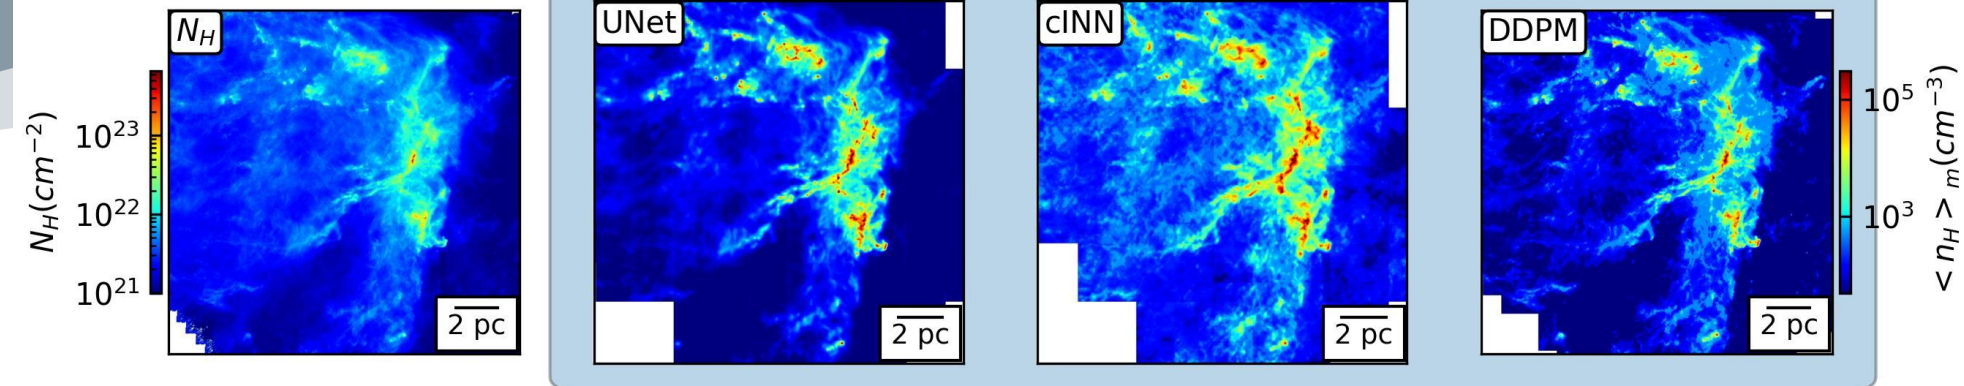 N_H
N_H(cm^{-2})
10^{23}
10^{22}
10^{21}
2 pc
UNet
2 pc
cINN
2 pc
DDPM
2 pc
10^5
10^3
< n_H >_m (cm^{-3})